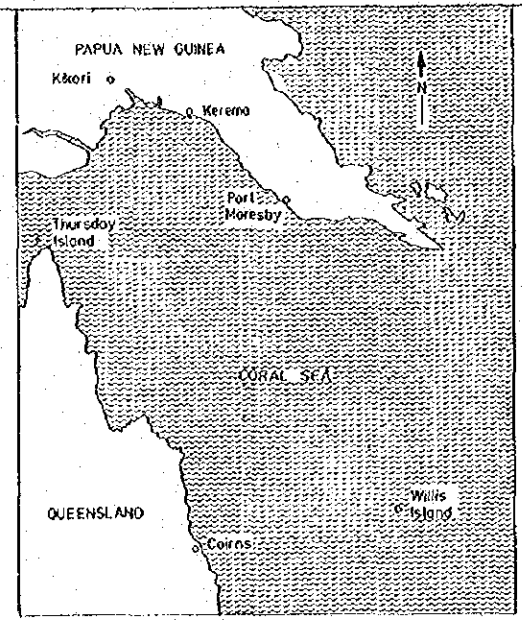 PAPUA NEW GUINEA
Kikori
Kerema
N
Port
Moresby
Thursday
Island
CORAL SEA
Willis
Island
QUEENSLAND
Cairns